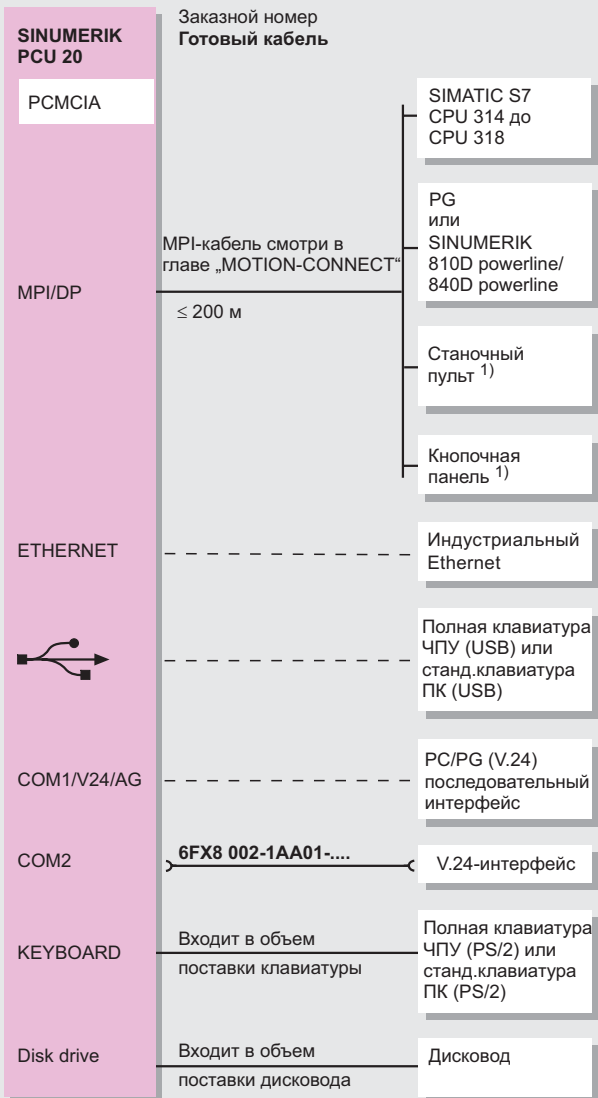 SINUMERIK
PCU 20
Заказной номер
Готовый кабель
PCMCIA
SIMATIC S7
CPU 314 до
CPU 318
PG
или
SINUMERIK
810D powerline/
840D powerline
MPI/DP
MPI-кабель смотри в
главе „MOTION-CONNECT“
≤ 200 м
Станочный
пульт 1)
Кнопочная
панель 1)
ETHERNET
Индустриальный
Ethernet
Полная клавиатура
ЧПУ (USB) или
станд.клавиатура
ПК (USB)
COM1/V24/AG
PC/PG (V.24)
последовательный
интерфейс
COM2
6FX8 002-1AA01-....
V.24-интерфейс
KEYBOARD
Входит в объем
поставки клавиатуры
Полная клавиатура
ЧПУ (PS/2) или
станд.клавиатура
ПК (PS/2)
Disk drive
Входит в объем
поставки дисковода
Дисковод